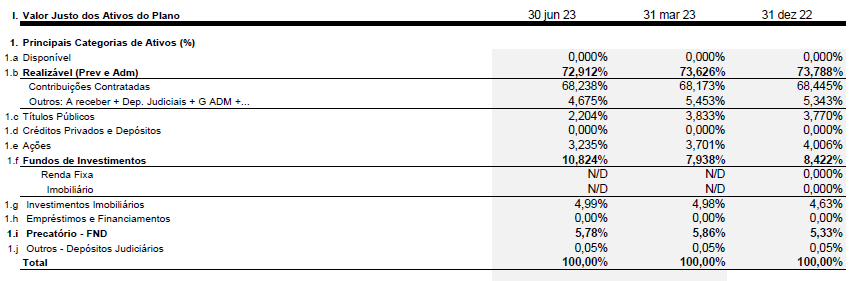 I. Valor Justo dos Ativos do Plano 30 jun 23 31 mar 23 31 dez 22
1. Principais Categorias de Ativos (%)
1.a Disponível 0,000% 0,000% 0,000%
1.b Realizável (Prev e Adm) 72,912% 73,626% 73,788%
Contribuições Contratadas 68,238% 68,173% 68,445%
Outros: A receber + Dep. Judiciais + G ADM +... 4,675% 5,453% 5,343%
1.c Títulos Públicos 2,204% 3,833% 3,770%
1.d Créditos Privados e Depósitos 0,000% 0,000% 0,000%
1.e Ações 3,235% 3,701% 4,006%
1.f Fundos de Investimentos 10,824% 7,938% 8,422%
Renda Fixa N/D N/D 0,000%
Imobiliário N/D N/D 0,000%
1.g Investimentos Imobiliários 4,99% 4,98% 4,63%
1.h Empréstimos e Financiamentos 0,00% 0,00% 0,00%
1.i Precatório - FND 5,78% 5,86% 5,33%
1.j Outros - Depósitos Judiciários 0,05% 0,05% 0,05%
Total 100,00% 100,00% 100,00%